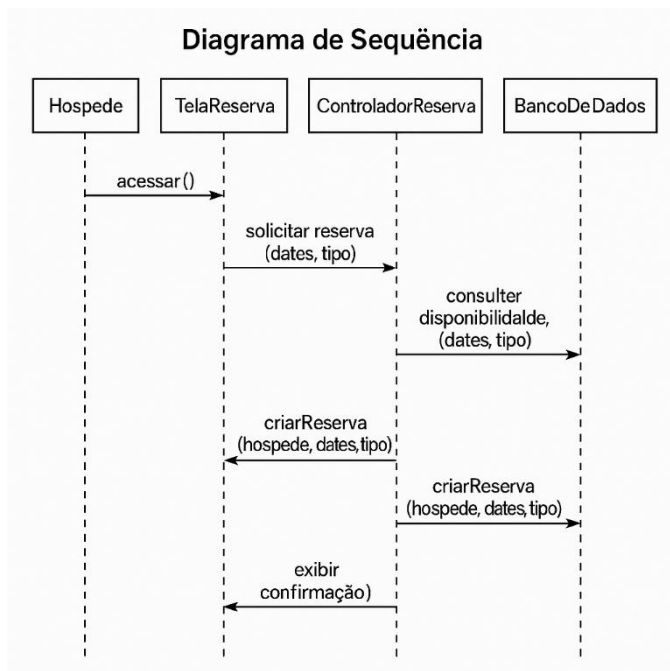 Diagrama de Sequëncia
Hospede
TelaReserva
ControladorReserva
BancoDeDados
acessar()
solicitar reserva
(dates, tipo)
consulter
disponibilidalde,
(dates, tipo)
criarReserva
(hospede, dates,tipo)
criarReserva
(hospede, dates,tipo)
exibir
confirmação)